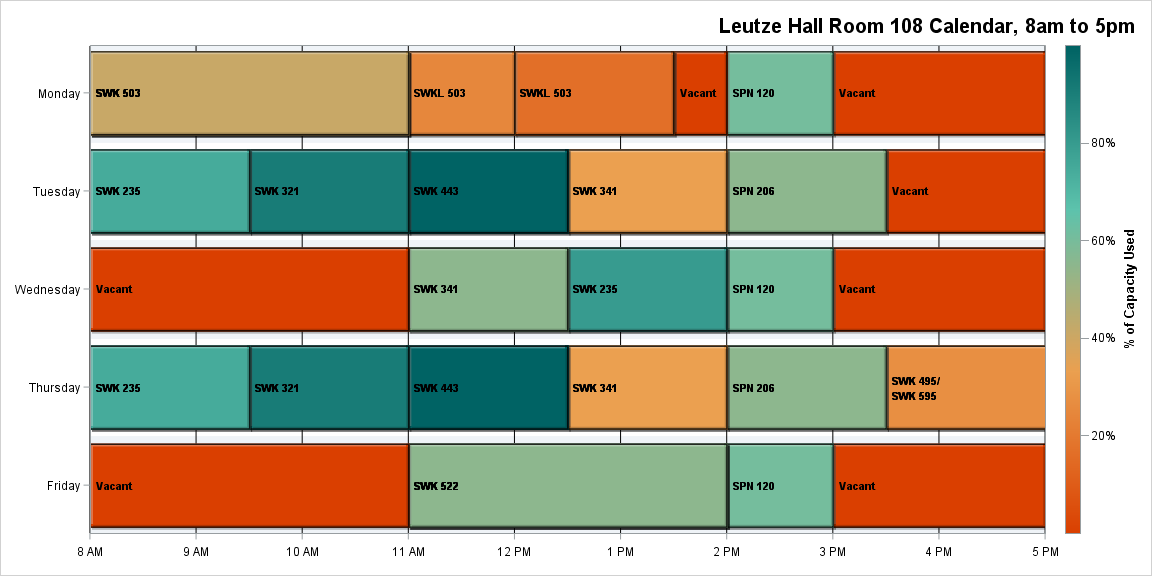 Leutze Hall Room 108 Calendar, 8am to 5pm
Monday
SWK 503
SWKL 503
SWKL 503
Vacant
SPN 120
Vacant
Tuesday
SWK 235
SWK 321
SWK 443
SWK 341
SPN 206
Vacant
Wednesday
Vacant
SWK 341
SWK 235
SPN 120
Vacant
Thursday
SWK 235
SWK 321
SWK 443
SWK 341
SPN 206
SWK 495/
SWK 595
Friday
Vacant
SWK 522
SPN 120
Vacant
8 AM
9 AM
10 AM
11 AM
12 PM
1 PM
2 PM
3 PM
4 PM
5 PM
80%
60%
40%
20%
% of Capacity Used